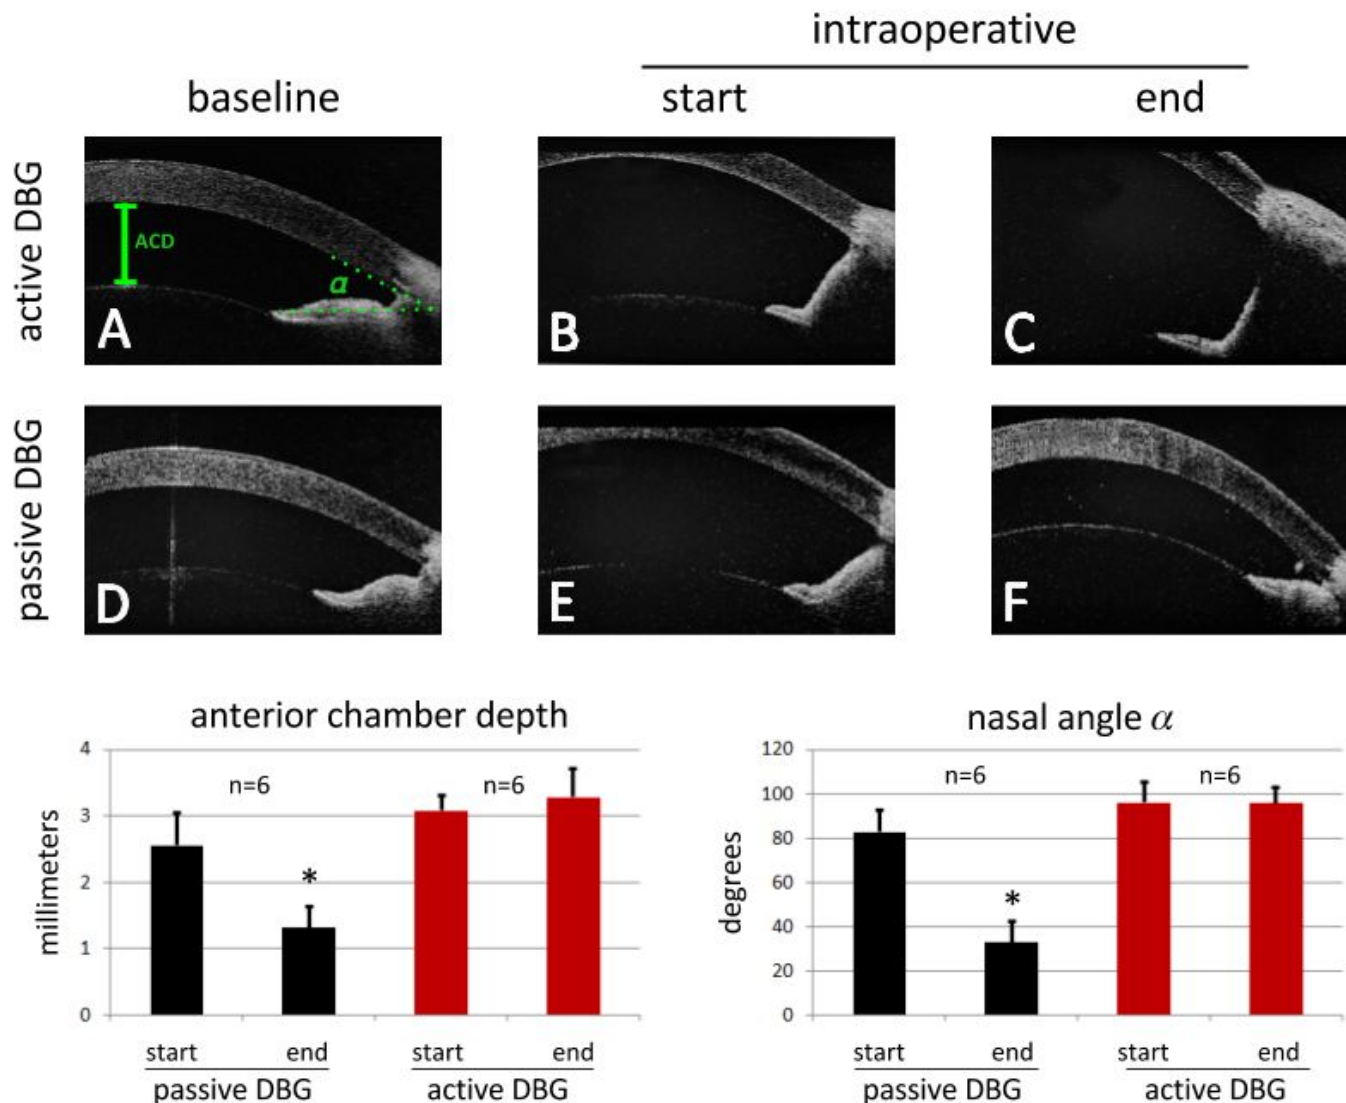 intraoperative
baseline start end
active DBG
ACD
α
A B C
passive DBG
D E F
anterior chamber depth
millimeters
4
3
2
1
0
n=6 n=6
*
start end start end
passive DBG active DBG
nasal angle α
degrees
120
100
80
60
40
20
0
n=6 n=6
*
start end start end
passive DBG active DBG